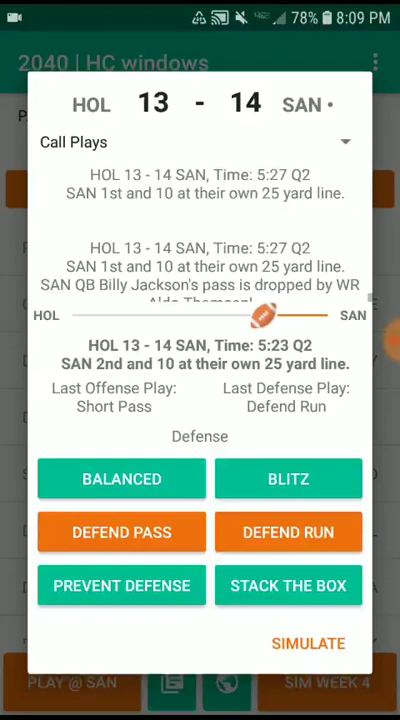 78% 8:09 PM
2040 | HC windows
HOL 13 - 14 SAN •
Call Plays
HOL 13 - 14 SAN, Time: 5:27 Q2
SAN 1st and 10 at their own 25 yard line.
HOL 13 - 14 SAN, Time: 5:27 Q2
SAN 1st and 10 at their own 25 yard line.
SAN QB Billy Jackson's pass is dropped by WR
HOL SAN
HOL 13 - 14 SAN, Time: 5:23 Q2
SAN 2nd and 10 at their own 25 yard line.
Last Offense Play: Last Defense Play:
Short Pass Defend Run
Defense
BALANCED BLITZ
DEFEND PASS DEFEND RUN
PREVENT DEFENSE STACK THE BOX
SIMULATE
PLAY @ SAN SIM WEEK 4